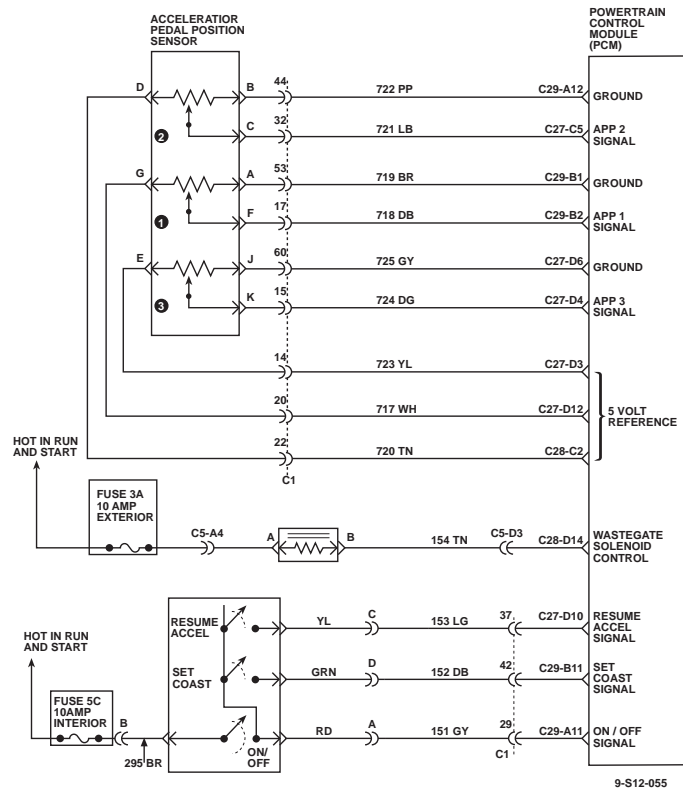 ACCELERATIOR
PEDAL POSITION
SENSOR
POWERTRAIN
CONTROL
MODULE
(PCM)
D
B
44
722 PP
C29-A12
GROUND
2
C
32
721 LB
C27-C5
APP 2
SIGNAL
G
A
53
719 BR
C29-B1
GROUND
1
F
17
718 DB
C29-B2
APP 1
SIGNAL
E
J
60
725 GY
C27-D6
GROUND
3
K
15
724 DG
C27-D4
APP 3
SIGNAL
14
723 YL
C27-D3
20
717 WH
C27-D12
5 VOLT
REFERENCE
22
720 TN
C28-C2
C1
HOT IN RUN
AND START
FUSE 3A
10 AMP
EXTERIOR
C5-A4
A
B
154 TN
C5-D3
C28-D14
WASTEGATE
SOLENOID
CONTROL
HOT IN RUN
AND START
RESUME
ACCEL
YL
C
153 LG
37
C27-D10
RESUME
ACCEL
SIGNAL
SET
COAST
GRN
D
152 DB
42
C29-B11
SET
COAST
SIGNAL
FUSE 5C
10AMP
INTERIOR
B
295 BR
ON/
OFF
RD
A
151 GY
29
C1
C29-A11
ON / OFF
SIGNAL
9-S12-055